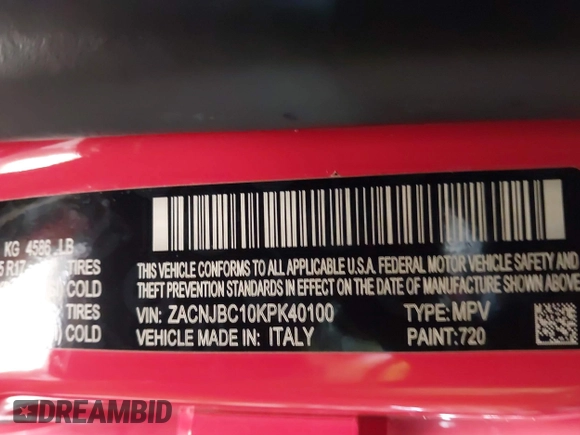 KG 4586 LB
R17 TIRES
COLD
TIRES
) COLD
THIS VEHICLE CONFORMS TO ALL APPLICABLE U.S.A. FEDERAL MOTOR VEHICLE SAFETY AND
THEFT PREVENTION STANDARDS IN EFFECT ON THE DATE OF MANUFACTURE SHOWN ABOVE
VIN: ZACNJBC10KPK40100 TYPE: MPV
VEHICLE MADE IN: ITALY PAINT:720
DREAMBID